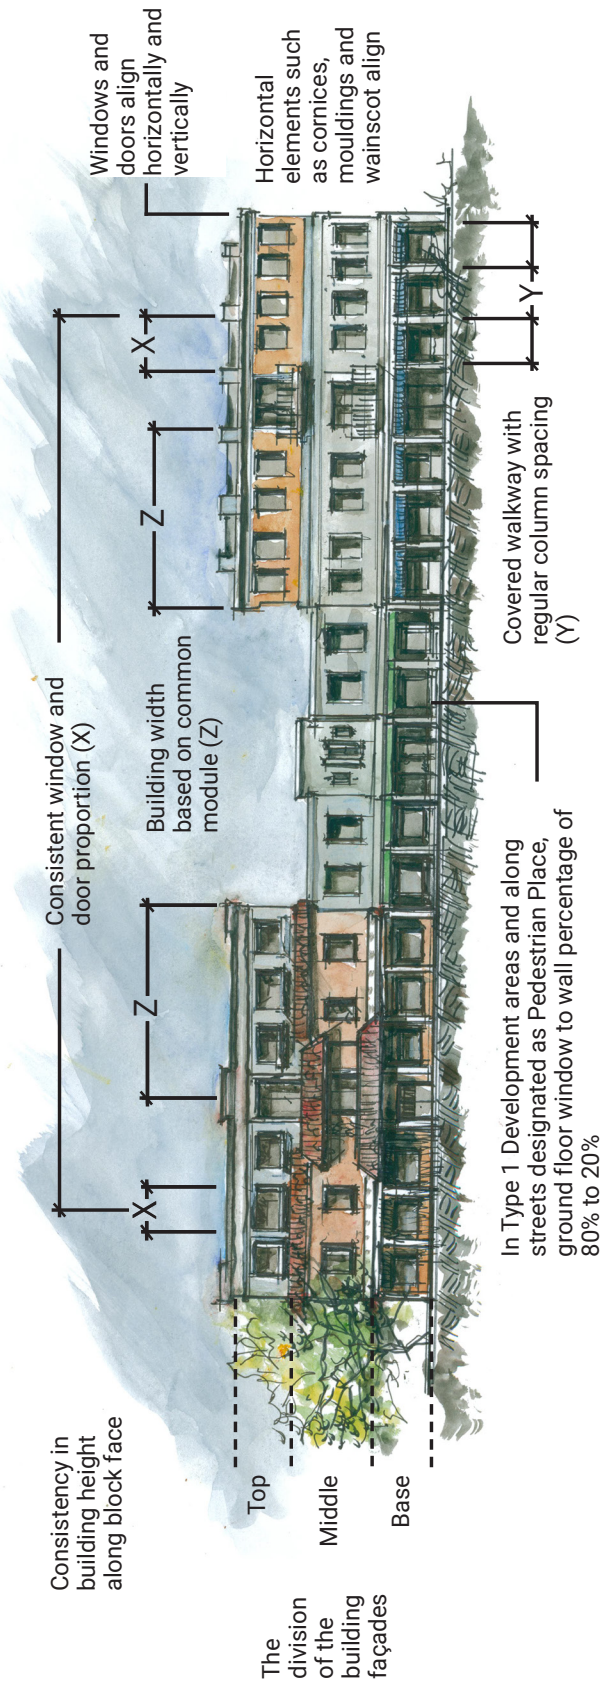 Consistency in
building height
along block face
Consistent window and
door proportion (X)
Windows and
doors align
horizontally and
vertically
X
Z
Building width
based on common
module (Z)
Z
X
Horizontal
elements such
as cornices,
mouldings and
wainscot align
The
division
of the
building
façades
Top
Middle
Base
In Type 1 Development areas and along
streets designated as Pedestrian Place,
ground floor window to wall percentage of
80% to 20%
Covered walkway with
regular column spacing
(Y)
Y